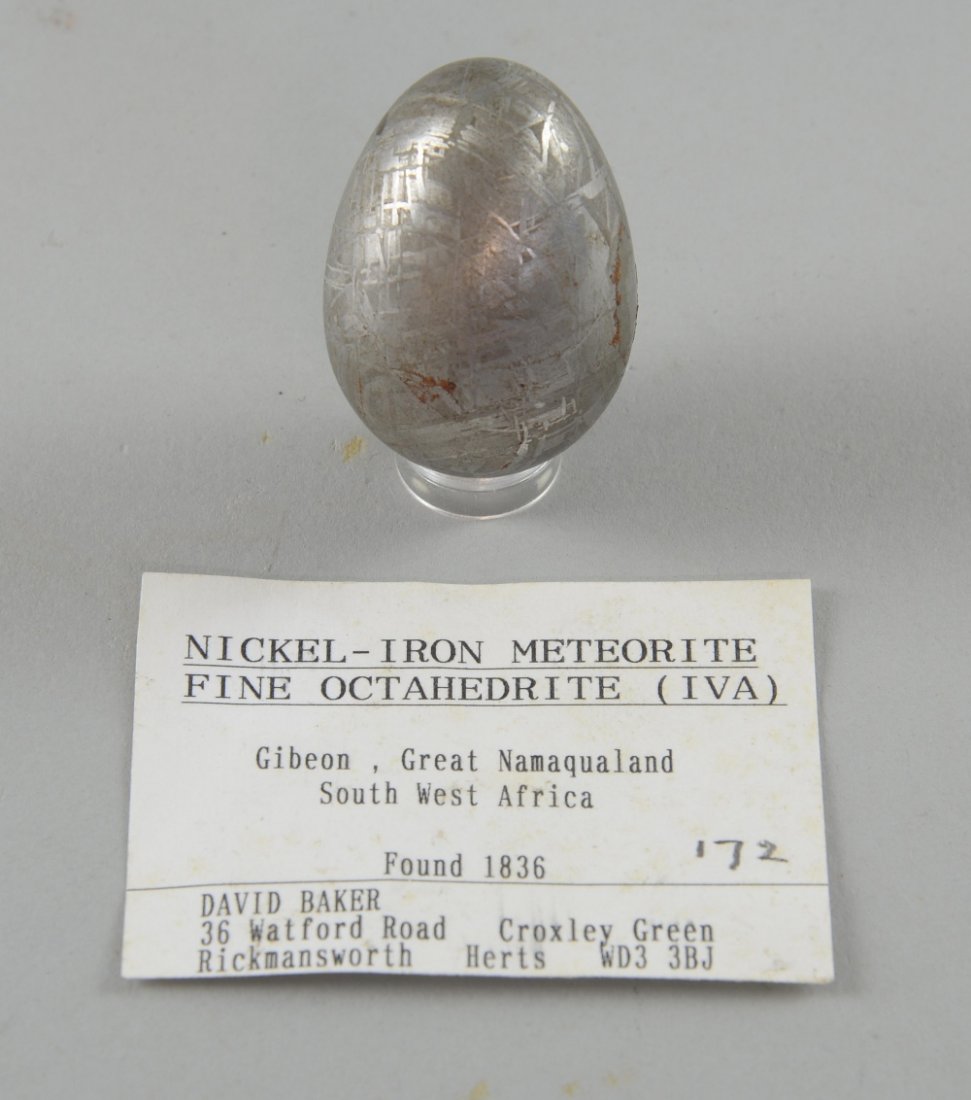 NICKEL-IRON METEORITE
FINE OCTAHEDRITE (IVA)
Gibeon , Great Namaqualand
South West Africa
Found 1836
172
DAVID BAKER
36 Watford Road Croxley Green
Rickmansworth Herts WD3 3BJ